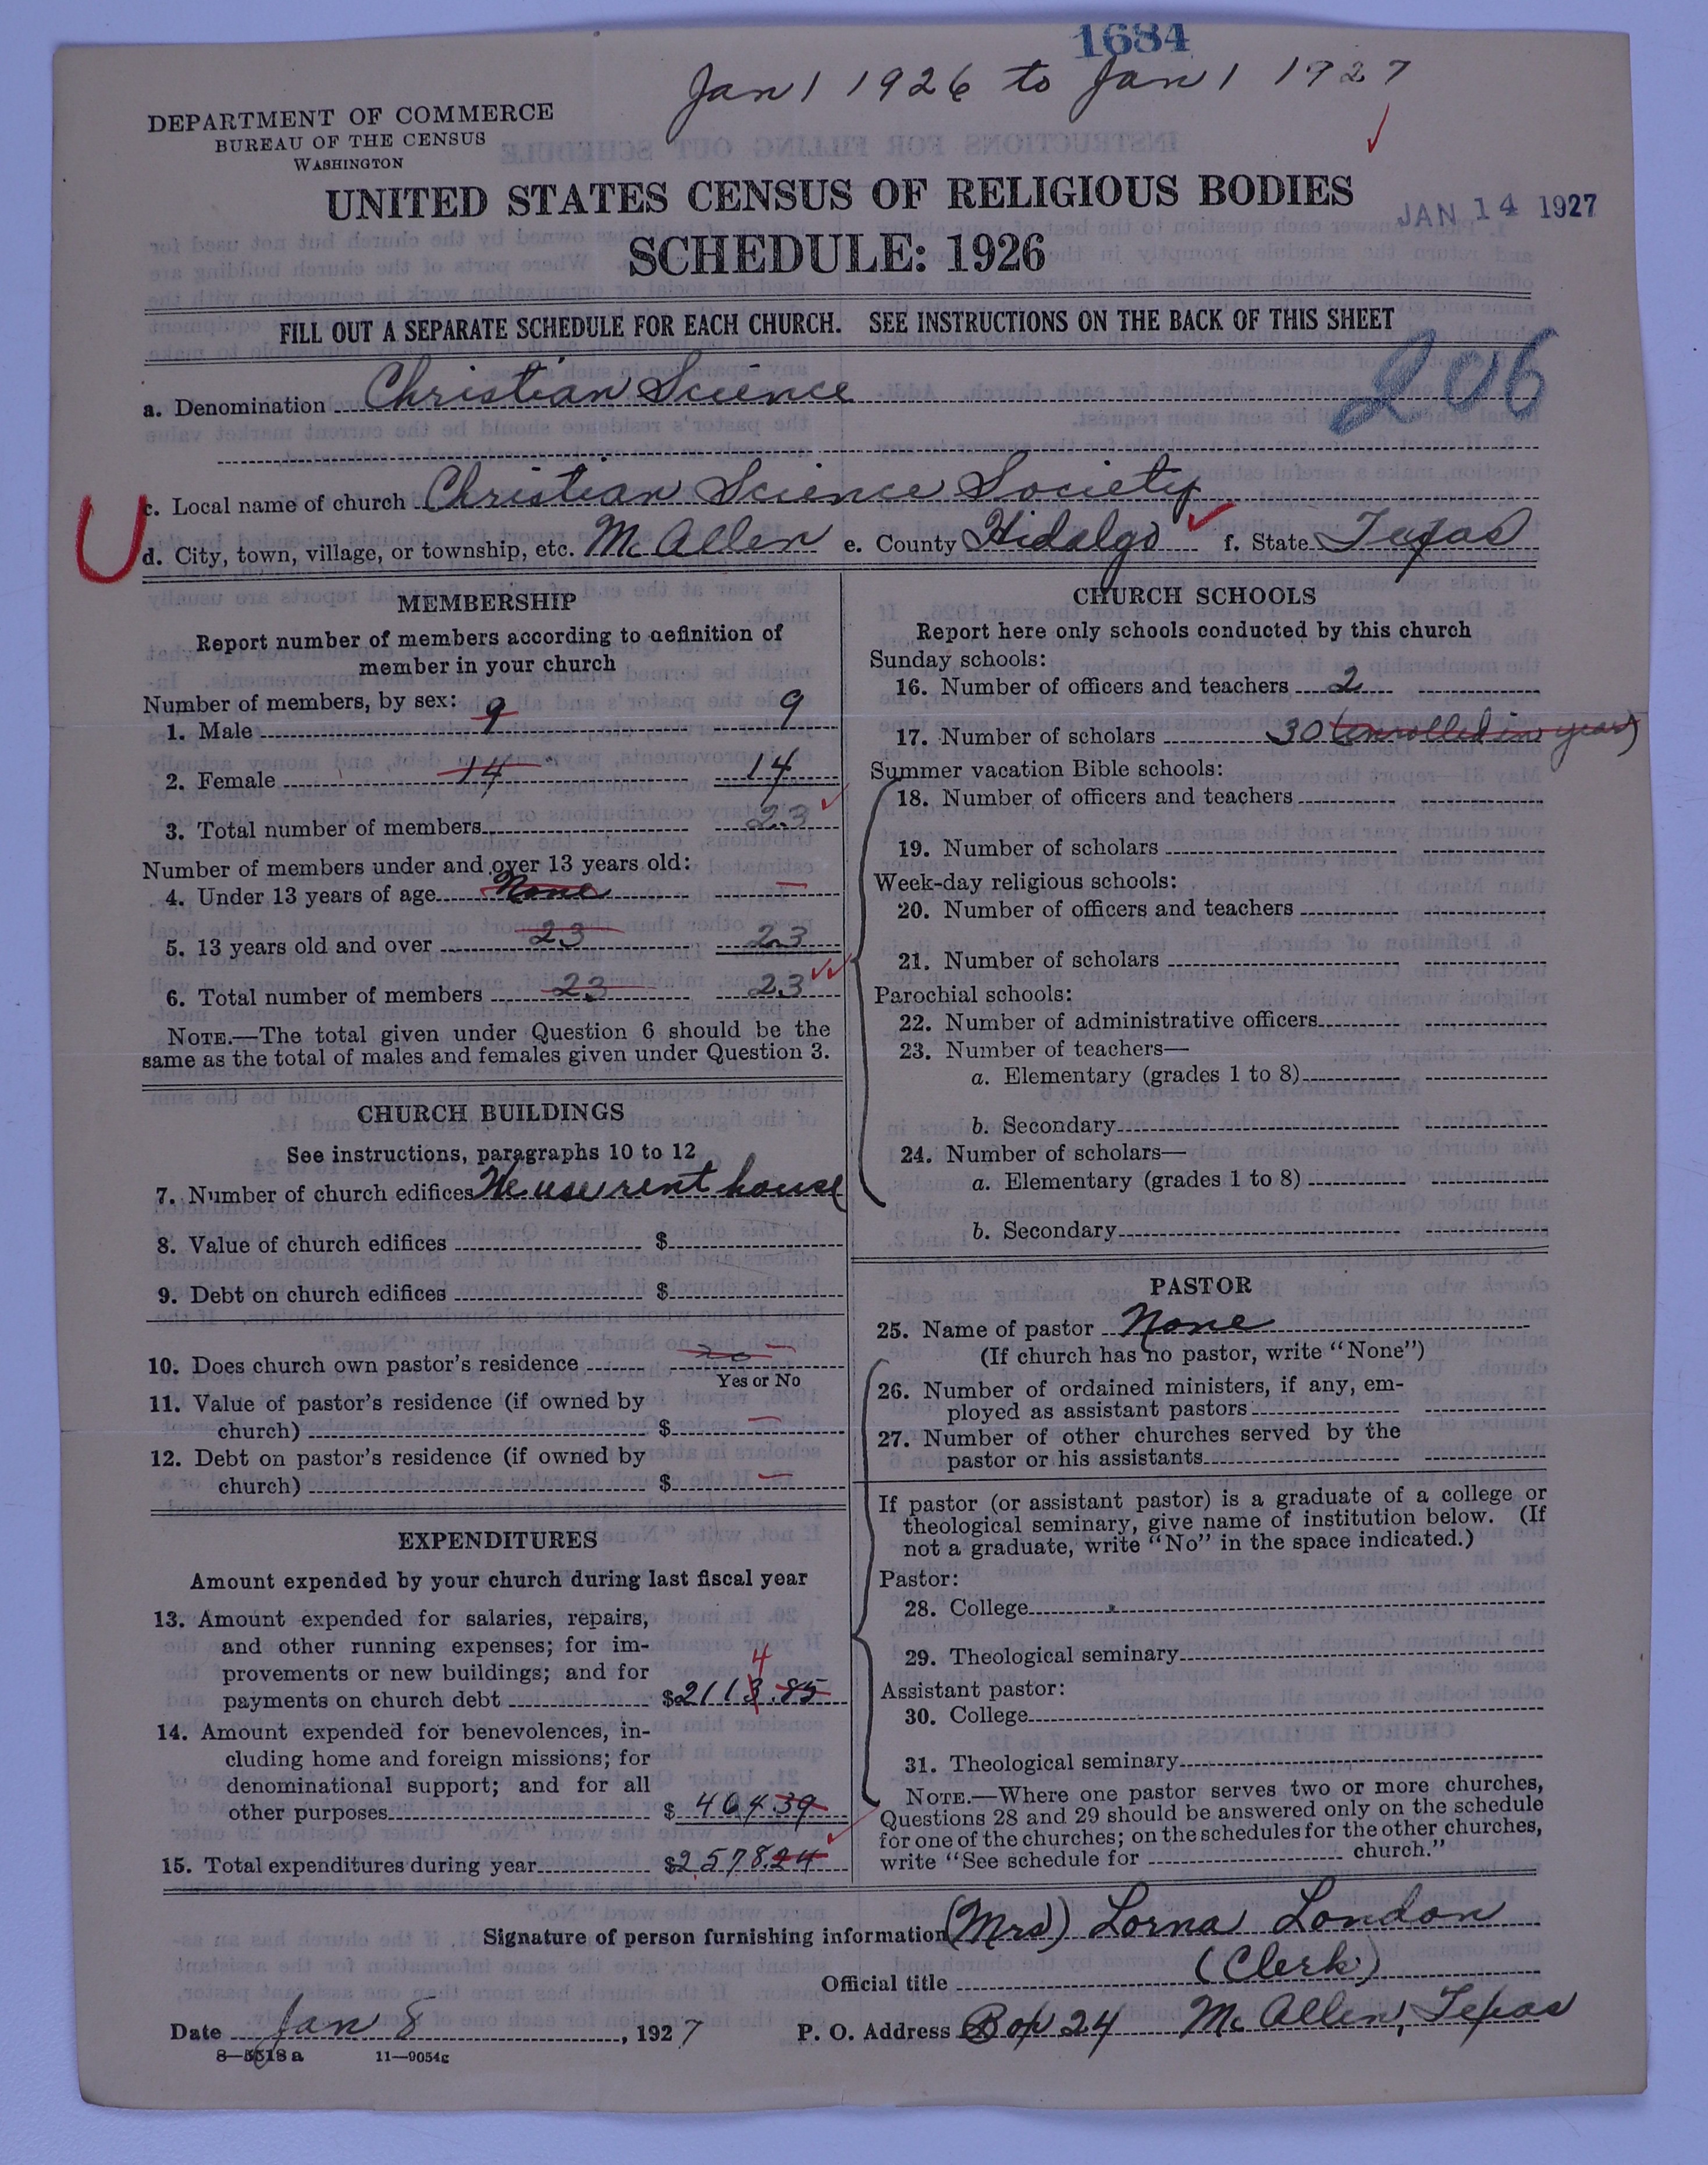 1684
Jan 1 1926 to Jan 1 1927
DEPARTMENT OF COMMERCE
BUREAU OF THE CENSUS
WASHINGTON
UNITED STATES CENSUS OF RELIGIOUS BODIES
JAN 14 1927
SCHEDULE: 1926
FILL OUT A SEPARATE SCHEDULE FOR EACH CHURCH. SEE INSTRUCTIONS ON THE BACK OF THIS SHEET
206
a. Denomination Christian Science
c. Local name of church Christian Science Society
d. City, town, village, or township, etc. McAllen e. County Hidalgo f. State Texas
MEMBERSHIP
Report number of members according to definition of
member in your church
Number of members, by sex:
1. Male 9 9
2. Female 14 14
3. Total number of members 23
Number of members under and over 13 years old:
4. Under 13 years of age None —
5. 13 years old and over 23 23
6. Total number of members 23 23
NOTE.—The total given under Question 6 should be the
same as the total of males and females given under Question 3.
CHURCH BUILDINGS
See instructions, paragraphs 10 to 12
7. Number of church edifices We use rent house
8. Value of church edifices $
9. Debt on church edifices $
10. Does church own pastor's residence no —
Yes or No
11. Value of pastor's residence (if owned by
church) $ —
12. Debt on pastor's residence (if owned by
church) $ —
EXPENDITURES
Amount expended by your church during last fiscal year
13. Amount expended for salaries, repairs,
and other running expenses; for im-
provements or new buildings; and for
4
payments on church debt $2113.85
14. Amount expended for benevolences, in-
cluding home and foreign missions; for
denominational support; and for all
other purposes $ 464 39
15. Total expenditures during year $2578.24
CHURCH SCHOOLS
Report here only schools conducted by this church
Sunday schools:
16. Number of officers and teachers 2
17. Number of scholars 30 (enrolled in year)
Summer vacation Bible schools:
18. Number of officers and teachers
19. Number of scholars
Week-day religious schools:
20. Number of officers and teachers
21. Number of scholars
Parochial schools:
22. Number of administrative officers
23. Number of teachers—
a. Elementary (grades 1 to 8)
b. Secondary
24. Number of scholars—
a. Elementary (grades 1 to 8)
b. Secondary
PASTOR
25. Name of pastor None
(If church has no pastor, write "None")
26. Number of ordained ministers, if any, em-
ployed as assistant pastors
27. Number of other churches served by the
pastor or his assistants
If pastor (or assistant pastor) is a graduate of a college or
theological seminary, give name of institution below. (If
not a graduate, write "No" in the space indicated.)
Pastor:
28. College
29. Theological seminary
Assistant pastor:
30. College
31. Theological seminary
NOTE.—Where one pastor serves two or more churches,
Questions 28 and 29 should be answered only on the schedule
for one of the churches; on the schedules for the other churches,
write "See schedule for church."
Signature of person furnishing information (Mrs) Lorna London
Official title (Clerk)
Date Jan 8, 1927 P. O. Address Box 24 McAllen, Texas
8—5518 a 11—9054c